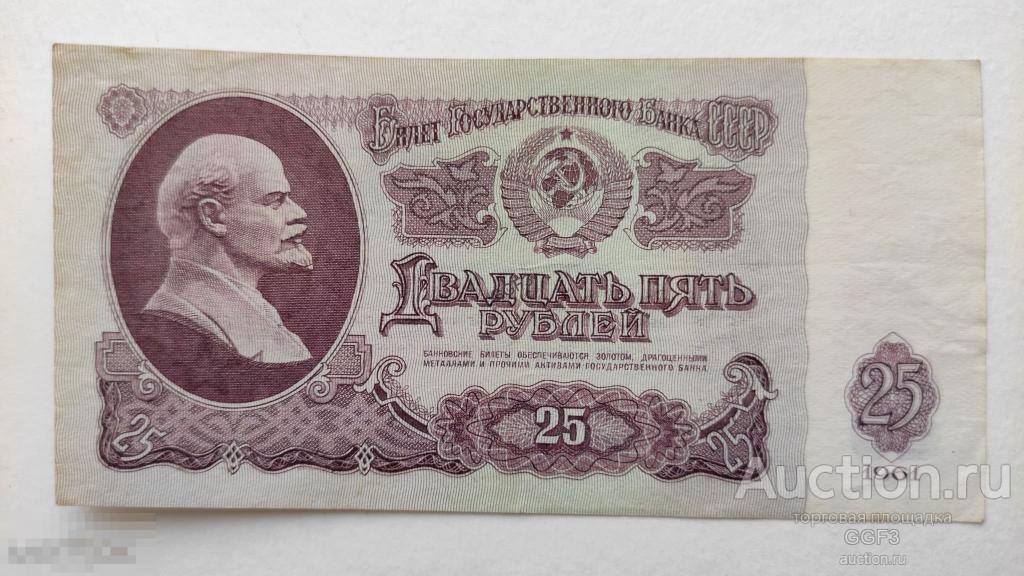 Билет Государственного Банка СССР
Двадцать пять
рублей
БАНКОВСКИЕ БИЛЕТЫ ОБЕСПЕЧИВАЮТСЯ ЗОЛОТОМ, ДРАГОЦЕННЫМИ
МЕТАЛЛАМИ И ПРОЧИМИ АКТИВАМИ ГОСУДАРСТВЕННОГО БАНКА
25
25
25
25
1961
Auction.ru
торговая площадка
GGF3
auction.ru